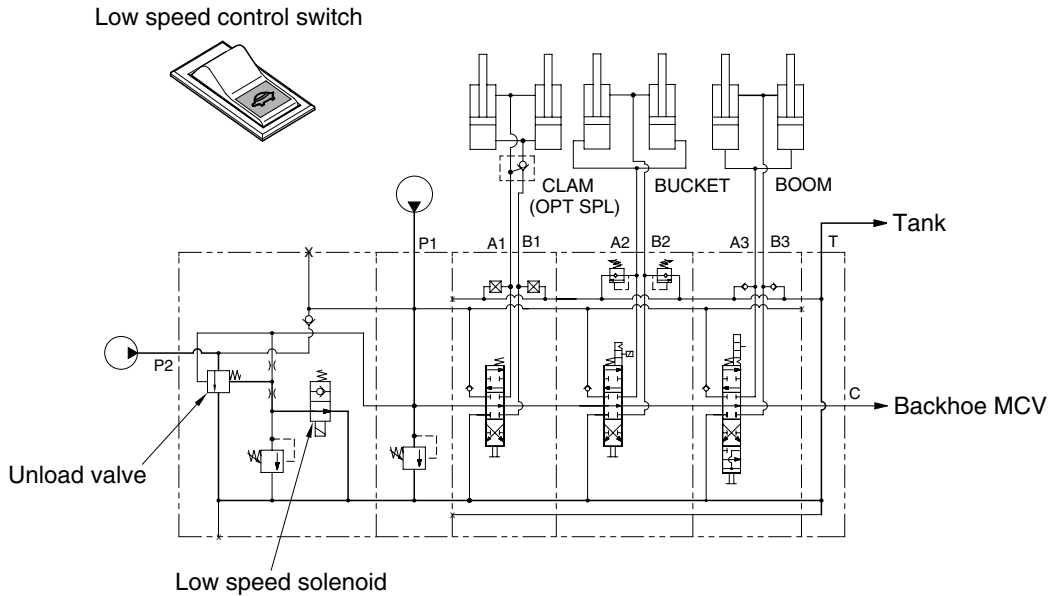 Low speed control switch
CLAM
(OPT SPL)
BUCKET
BOOM
Tank
P1
A1
B1
A2
B2
A3
B3
T
P2
C
Backhoe MCV
Unload valve
Low speed solenoid